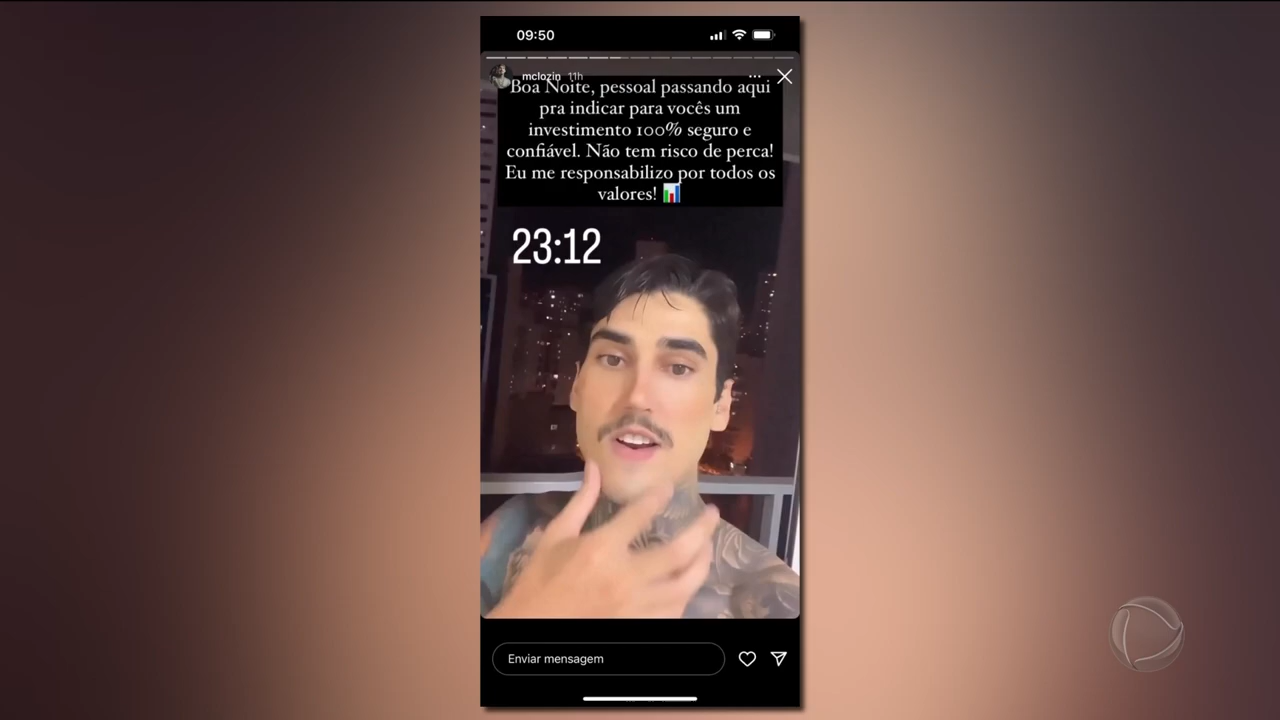 09:50
mclozin 11h
Boa Noite, pessoal passando aqui
pra indicar para vocês um
investimento 100% seguro e
confiável. Não tem risco de perca!
Eu me responsabilizo por todos os
valores! 📊
23:12
Enviar mensagem